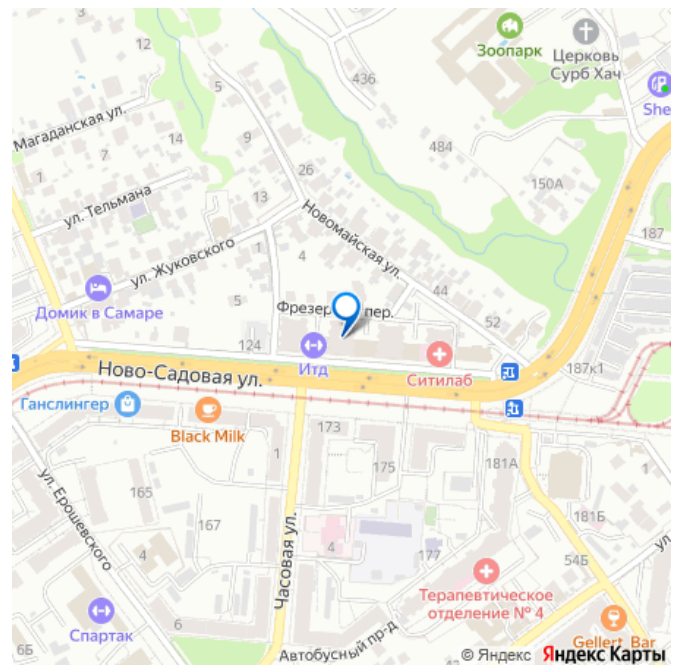 12
3
5
436
Зоопарк
Церковь
Сурб Хач
She
Магаданская ул.
14
9
484
1
7
26
13
150А
ул. Тельмана
Новомайская ул.
187
ул. Жуковского
1
4
44
Домик в Самаре
5
Фрезер
пер.
52
124
Итд
Ситилаб
187к1
Ново-Садовая ул.
Ганслингер
Black Milk
173
175
181А
1
ул. Ерошевского
165
167
Часовая ул.
4
177
181Б
ул.
4
54Б
Терапевтическое
отделение № 4
Спартак
6
6Б
Автобусный пр-д
Gellert Bar
© Яндекс Яндекс Карты